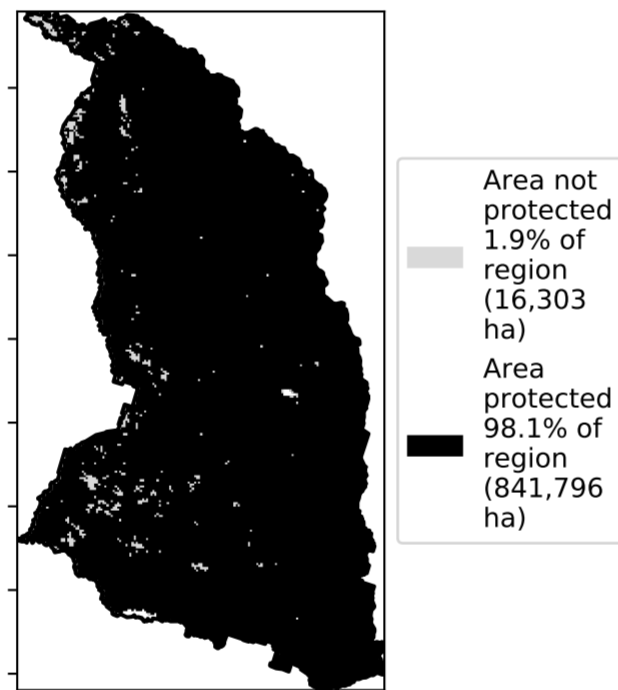 Area not
protected
1.9% of
region
(16,303
ha)
Area
protected
98.1% of
region
(841,796
ha)